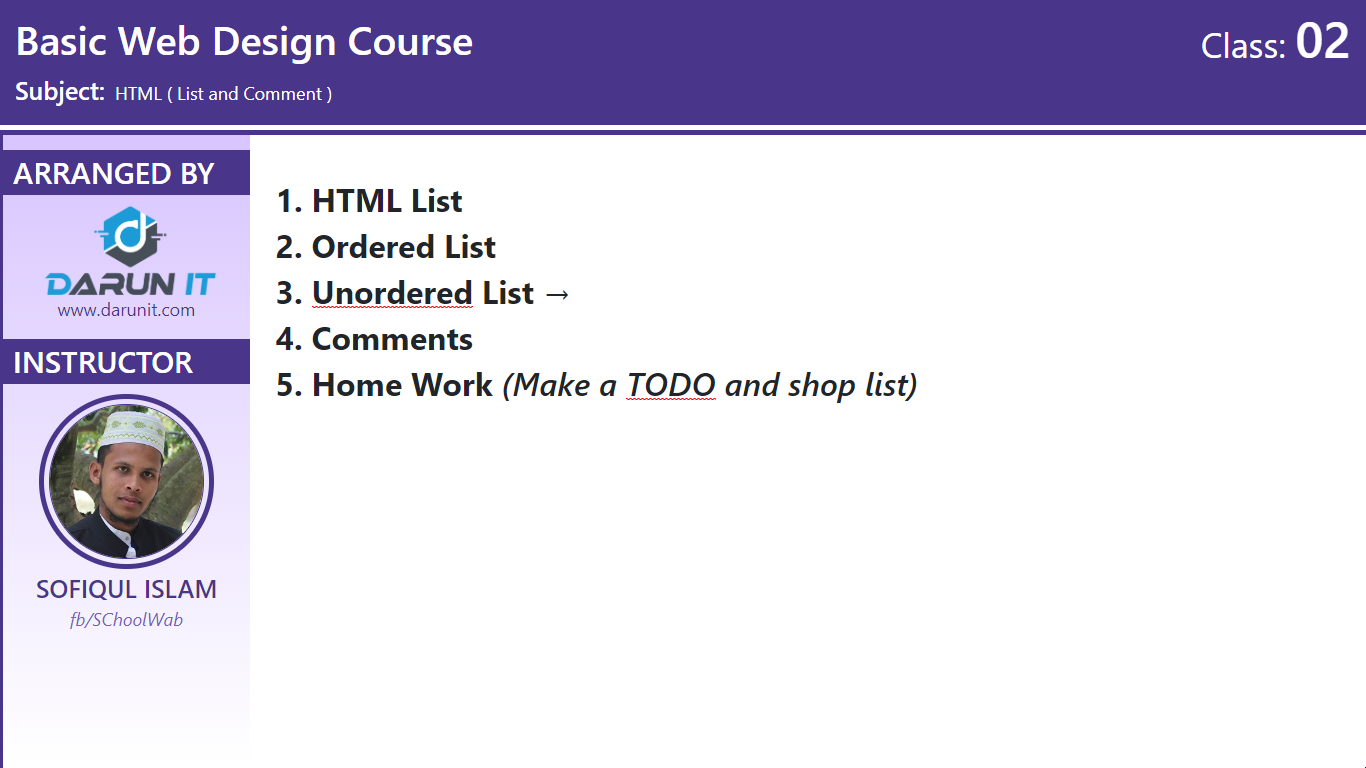 Basic Web Design Course
Class: 02
Subject: HTML ( List and Comment )
ARRANGED BY
DARUN IT
www.darunit.com
INSTRUCTOR
SOFIQUL ISLAM
fb/SChoolWab
1. HTML List
2. Ordered List
3. Unordered List →
4. Comments
5. Home Work (Make a TODO and shop list)